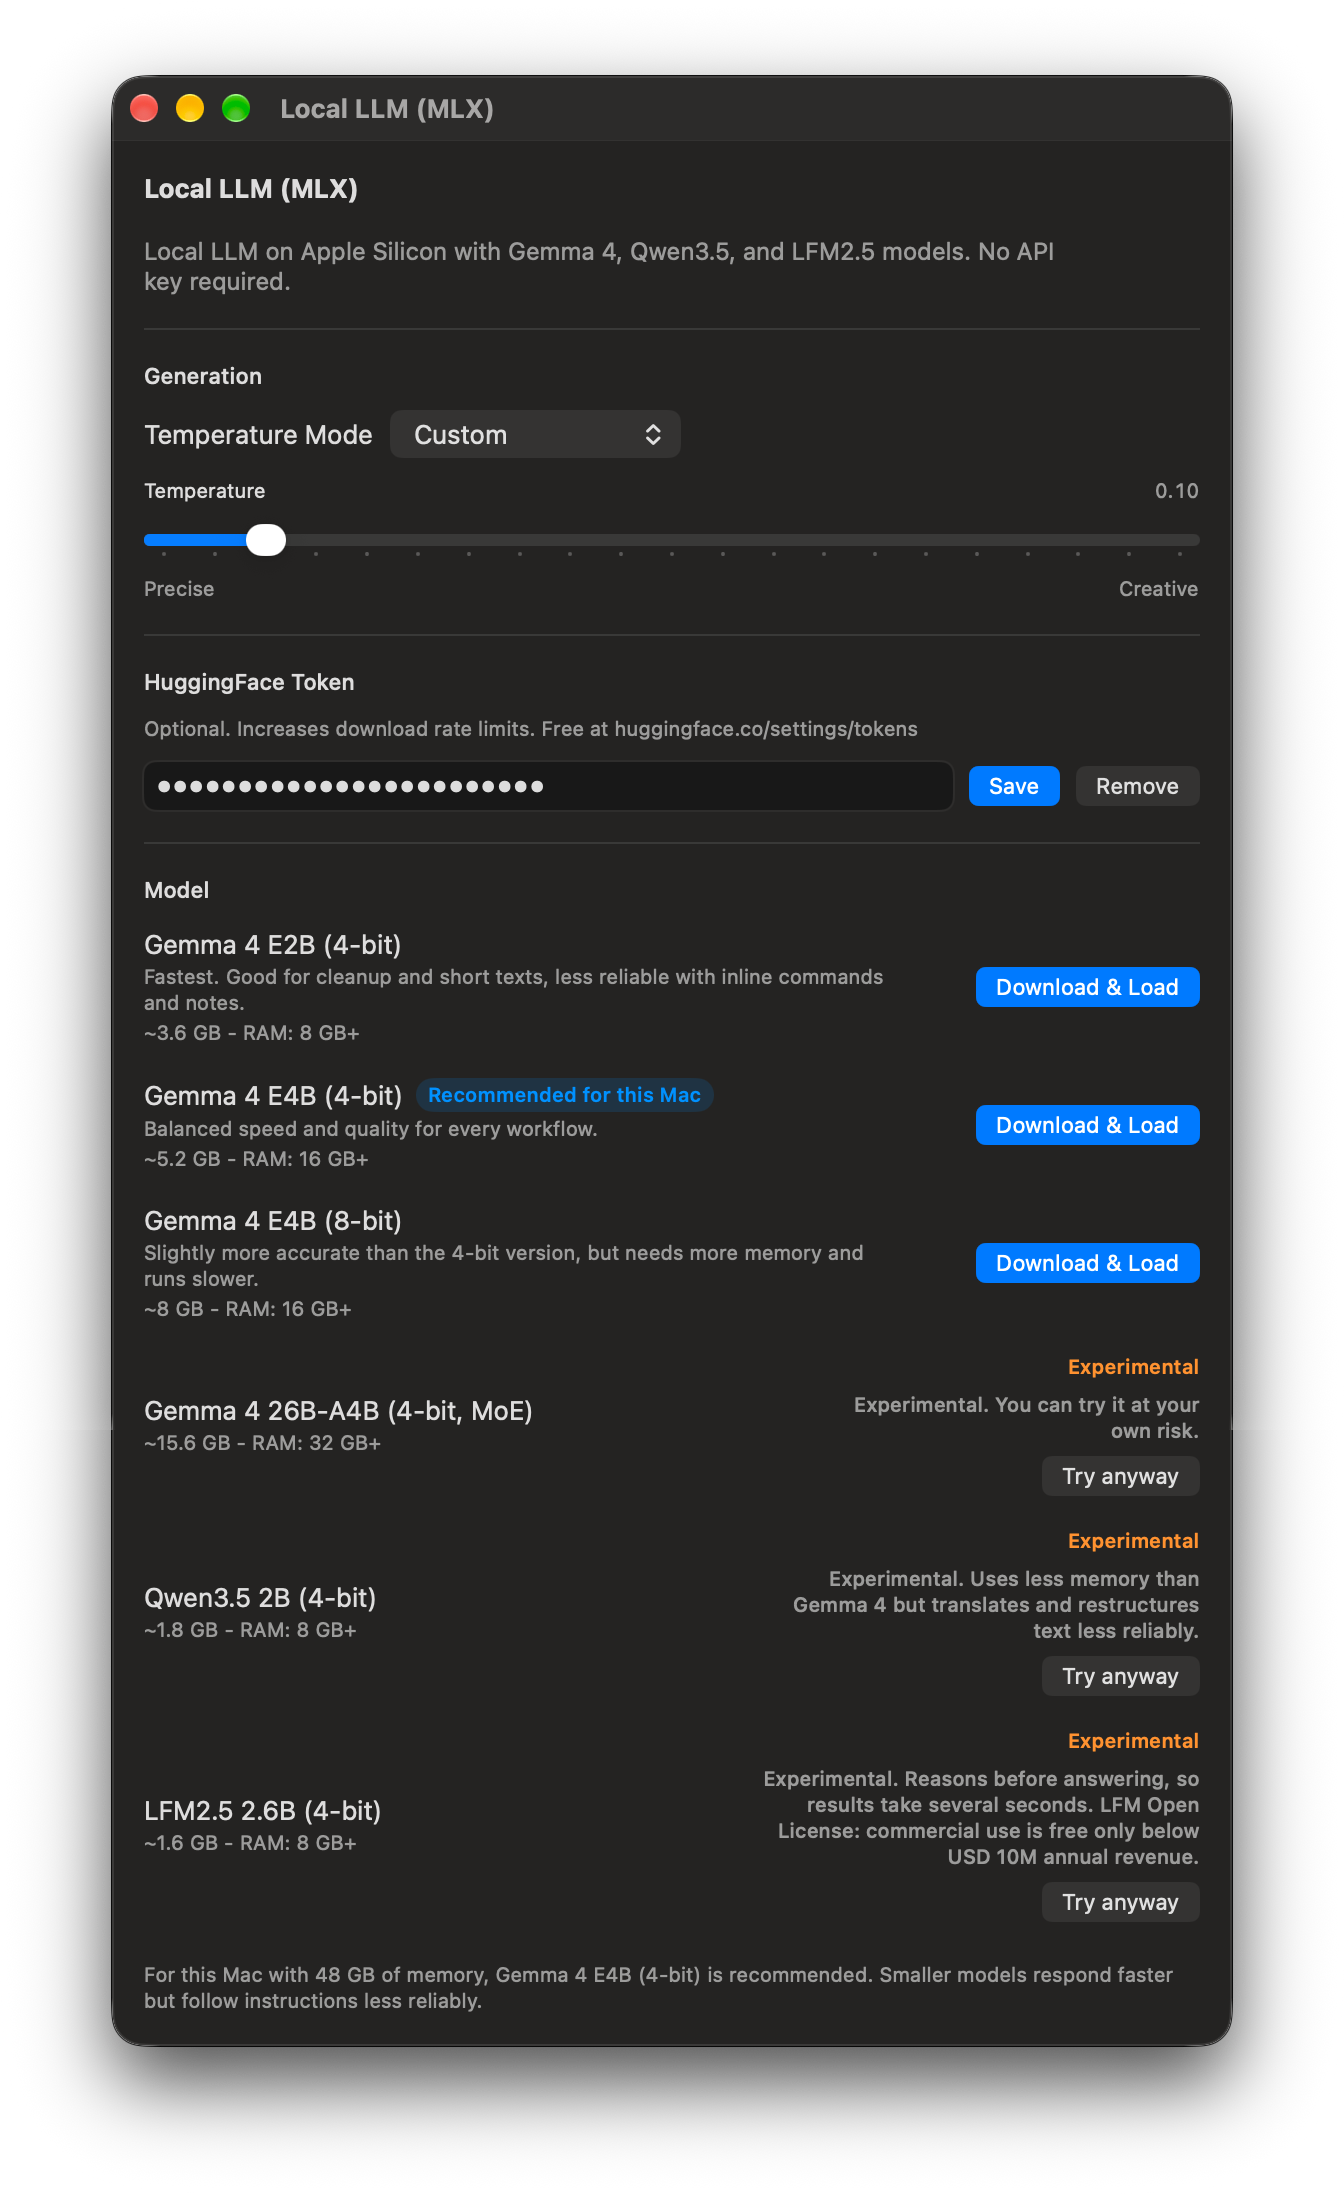 Local LLM (MLX)
Local LLM (MLX)
Local LLM on Apple Silicon with Gemma 4, Qwen3.5, and LFM2.5 models. No API
key required.
Generation
Temperature Mode
Custom
Temperature
0.10
Precise
Creative
HuggingFace Token
Optional. Increases download rate limits. Free at huggingface.co/settings/tokens
●●●●●●●●●●●●●●●●●●●●●●●●
Save
Remove
Model
Gemma 4 E2B (4-bit)
Fastest. Good for cleanup and short texts, less reliable with inline commands
and notes.
~3.6 GB - RAM: 8 GB+
Download & Load
Gemma 4 E4B (4-bit)
Recommended for this Mac
Balanced speed and quality for every workflow.
~5.2 GB - RAM: 16 GB+
Download & Load
Gemma 4 E4B (8-bit)
Slightly more accurate than the 4-bit version, but needs more memory and
runs slower.
~8 GB - RAM: 16 GB+
Download & Load
Gemma 4 26B-A4B (4-bit, MoE)
~15.6 GB - RAM: 32 GB+
Experimental
Experimental. You can try it at your
own risk.
Try anyway
Qwen3.5 2B (4-bit)
~1.8 GB - RAM: 8 GB+
Experimental
Experimental. Uses less memory than
Gemma 4 but translates and restructures
text less reliably.
Try anyway
LFM2.5 2.6B (4-bit)
~1.6 GB - RAM: 8 GB+
Experimental
Experimental. Reasons before answering, so
results take several seconds. LFM Open
License: commercial use is free only below
USD 10M annual revenue.
Try anyway
For this Mac with 48 GB of memory, Gemma 4 E4B (4-bit) is recommended. Smaller models respond faster
but follow instructions less reliably.